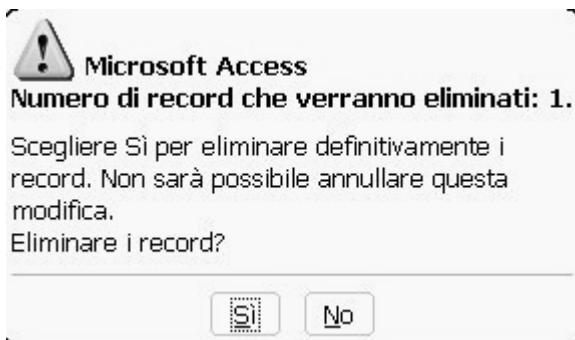 Microsoft Access
Numero di record che verranno eliminati: 1.
Scegliere Sì per eliminare definitivamente i
record. Non sarà possibile annullare questa
modifica.
Eliminare i record?
Sì No